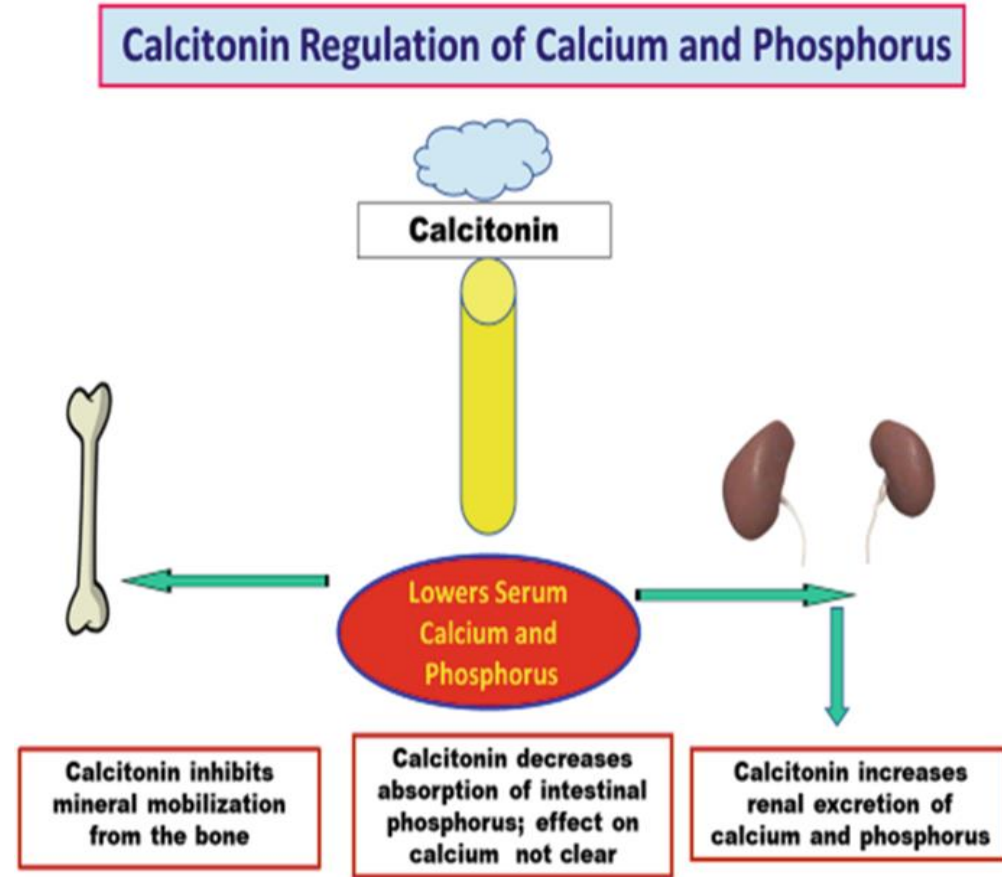 Calcitonin Regulation of Calcium and Phosphorus
Calcitonin
Lowers Serum
Calcium and
Phosphorus
Calcitonin inhibits
mineral mobilization
from the bone
Calcitonin decreases
absorption of intestinal
phosphorus; effect on
calcium not clear
Calcitonin increases
renal excretion of
calcium and phosphorus